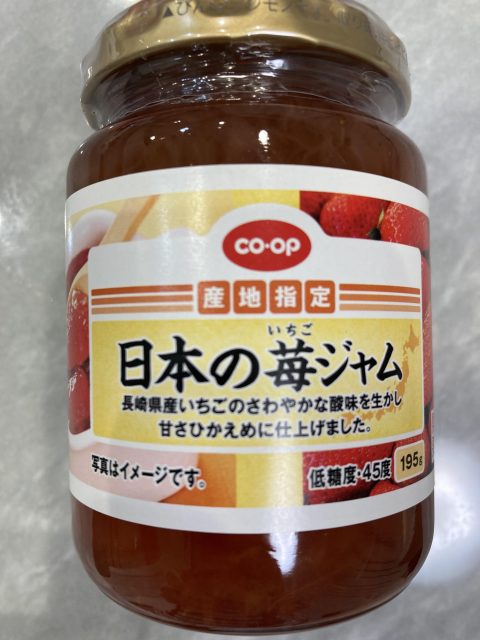 CO·OP
産地指定
いちご
日本の苺ジャム
長崎県産いちごのさわやかな酸味を生かし
甘さひかえめに仕上げました。
写真はイメージです。
低糖度・45度
195g